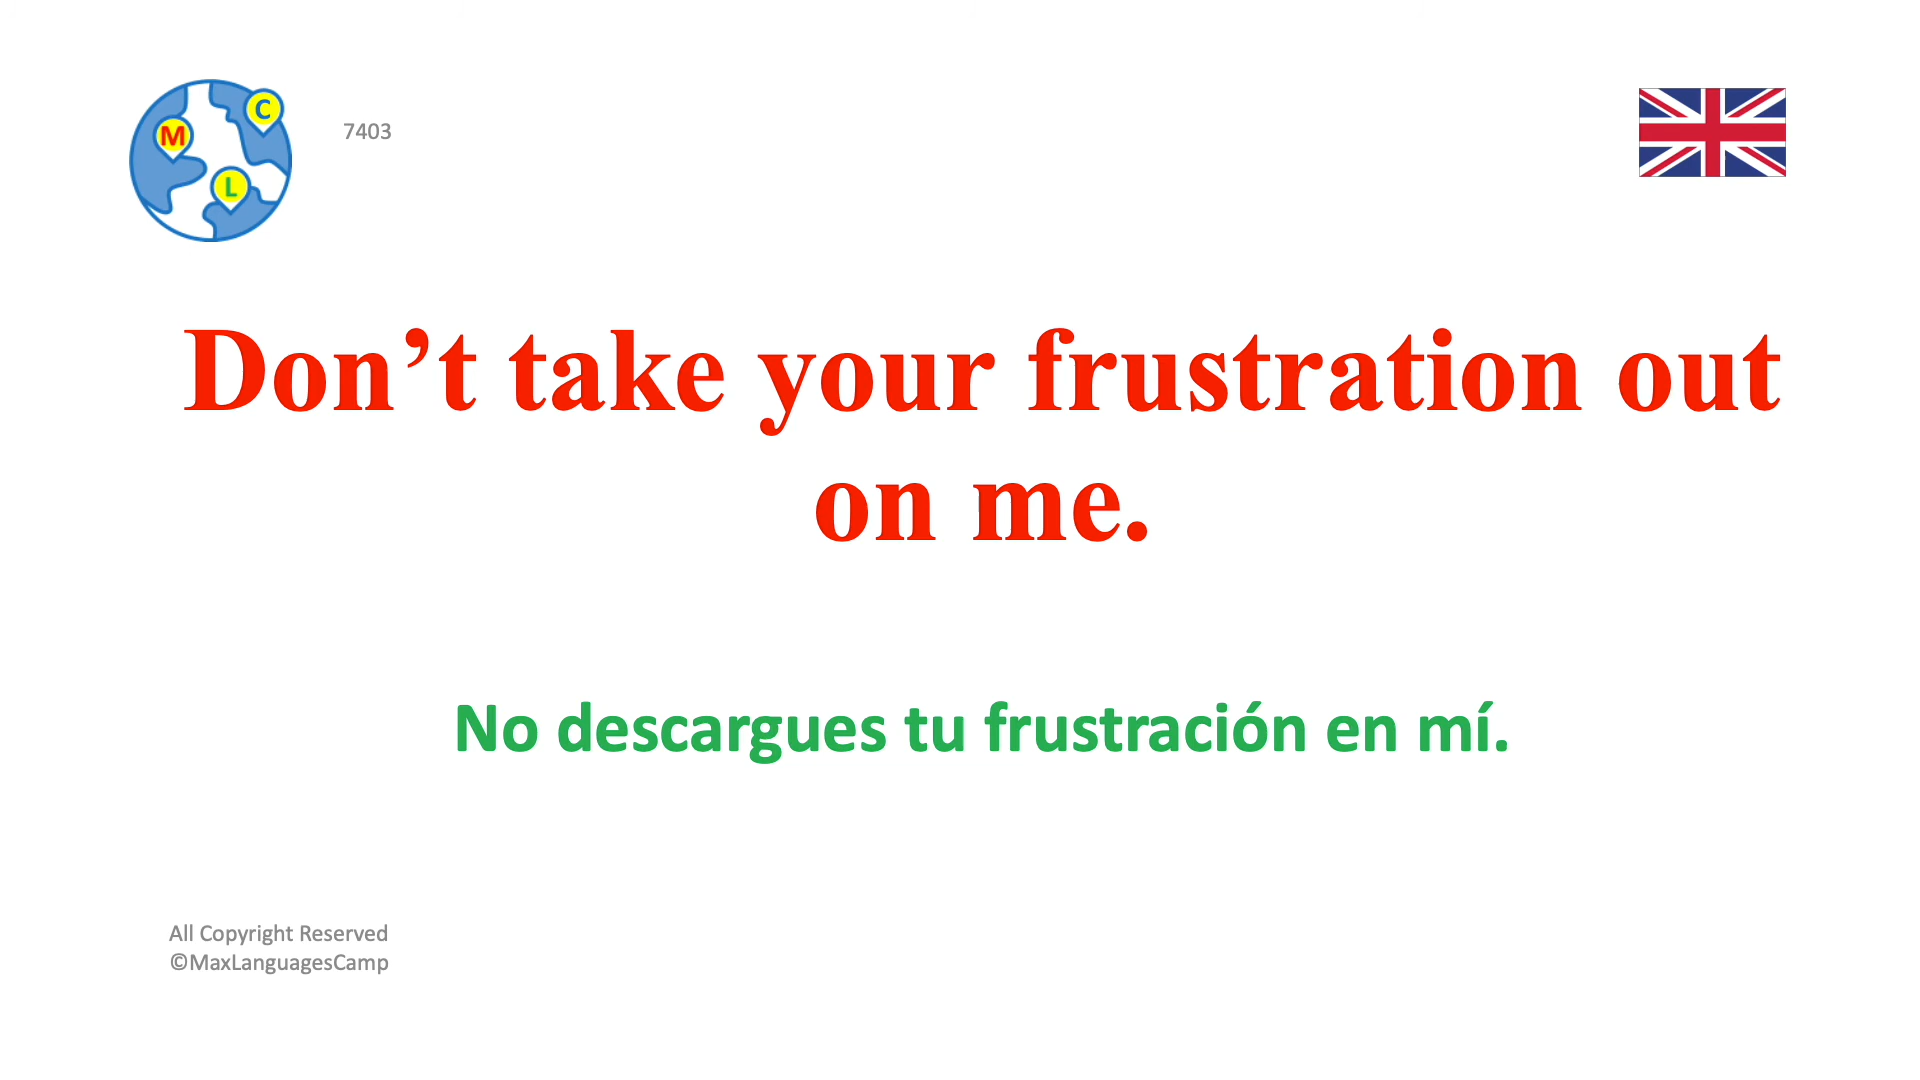 C
M
L
7403
Don’t take your frustration out
on me.
No descargues tu frustración en mí.
All Copyright Reserved
©MaxLanguagesCamp